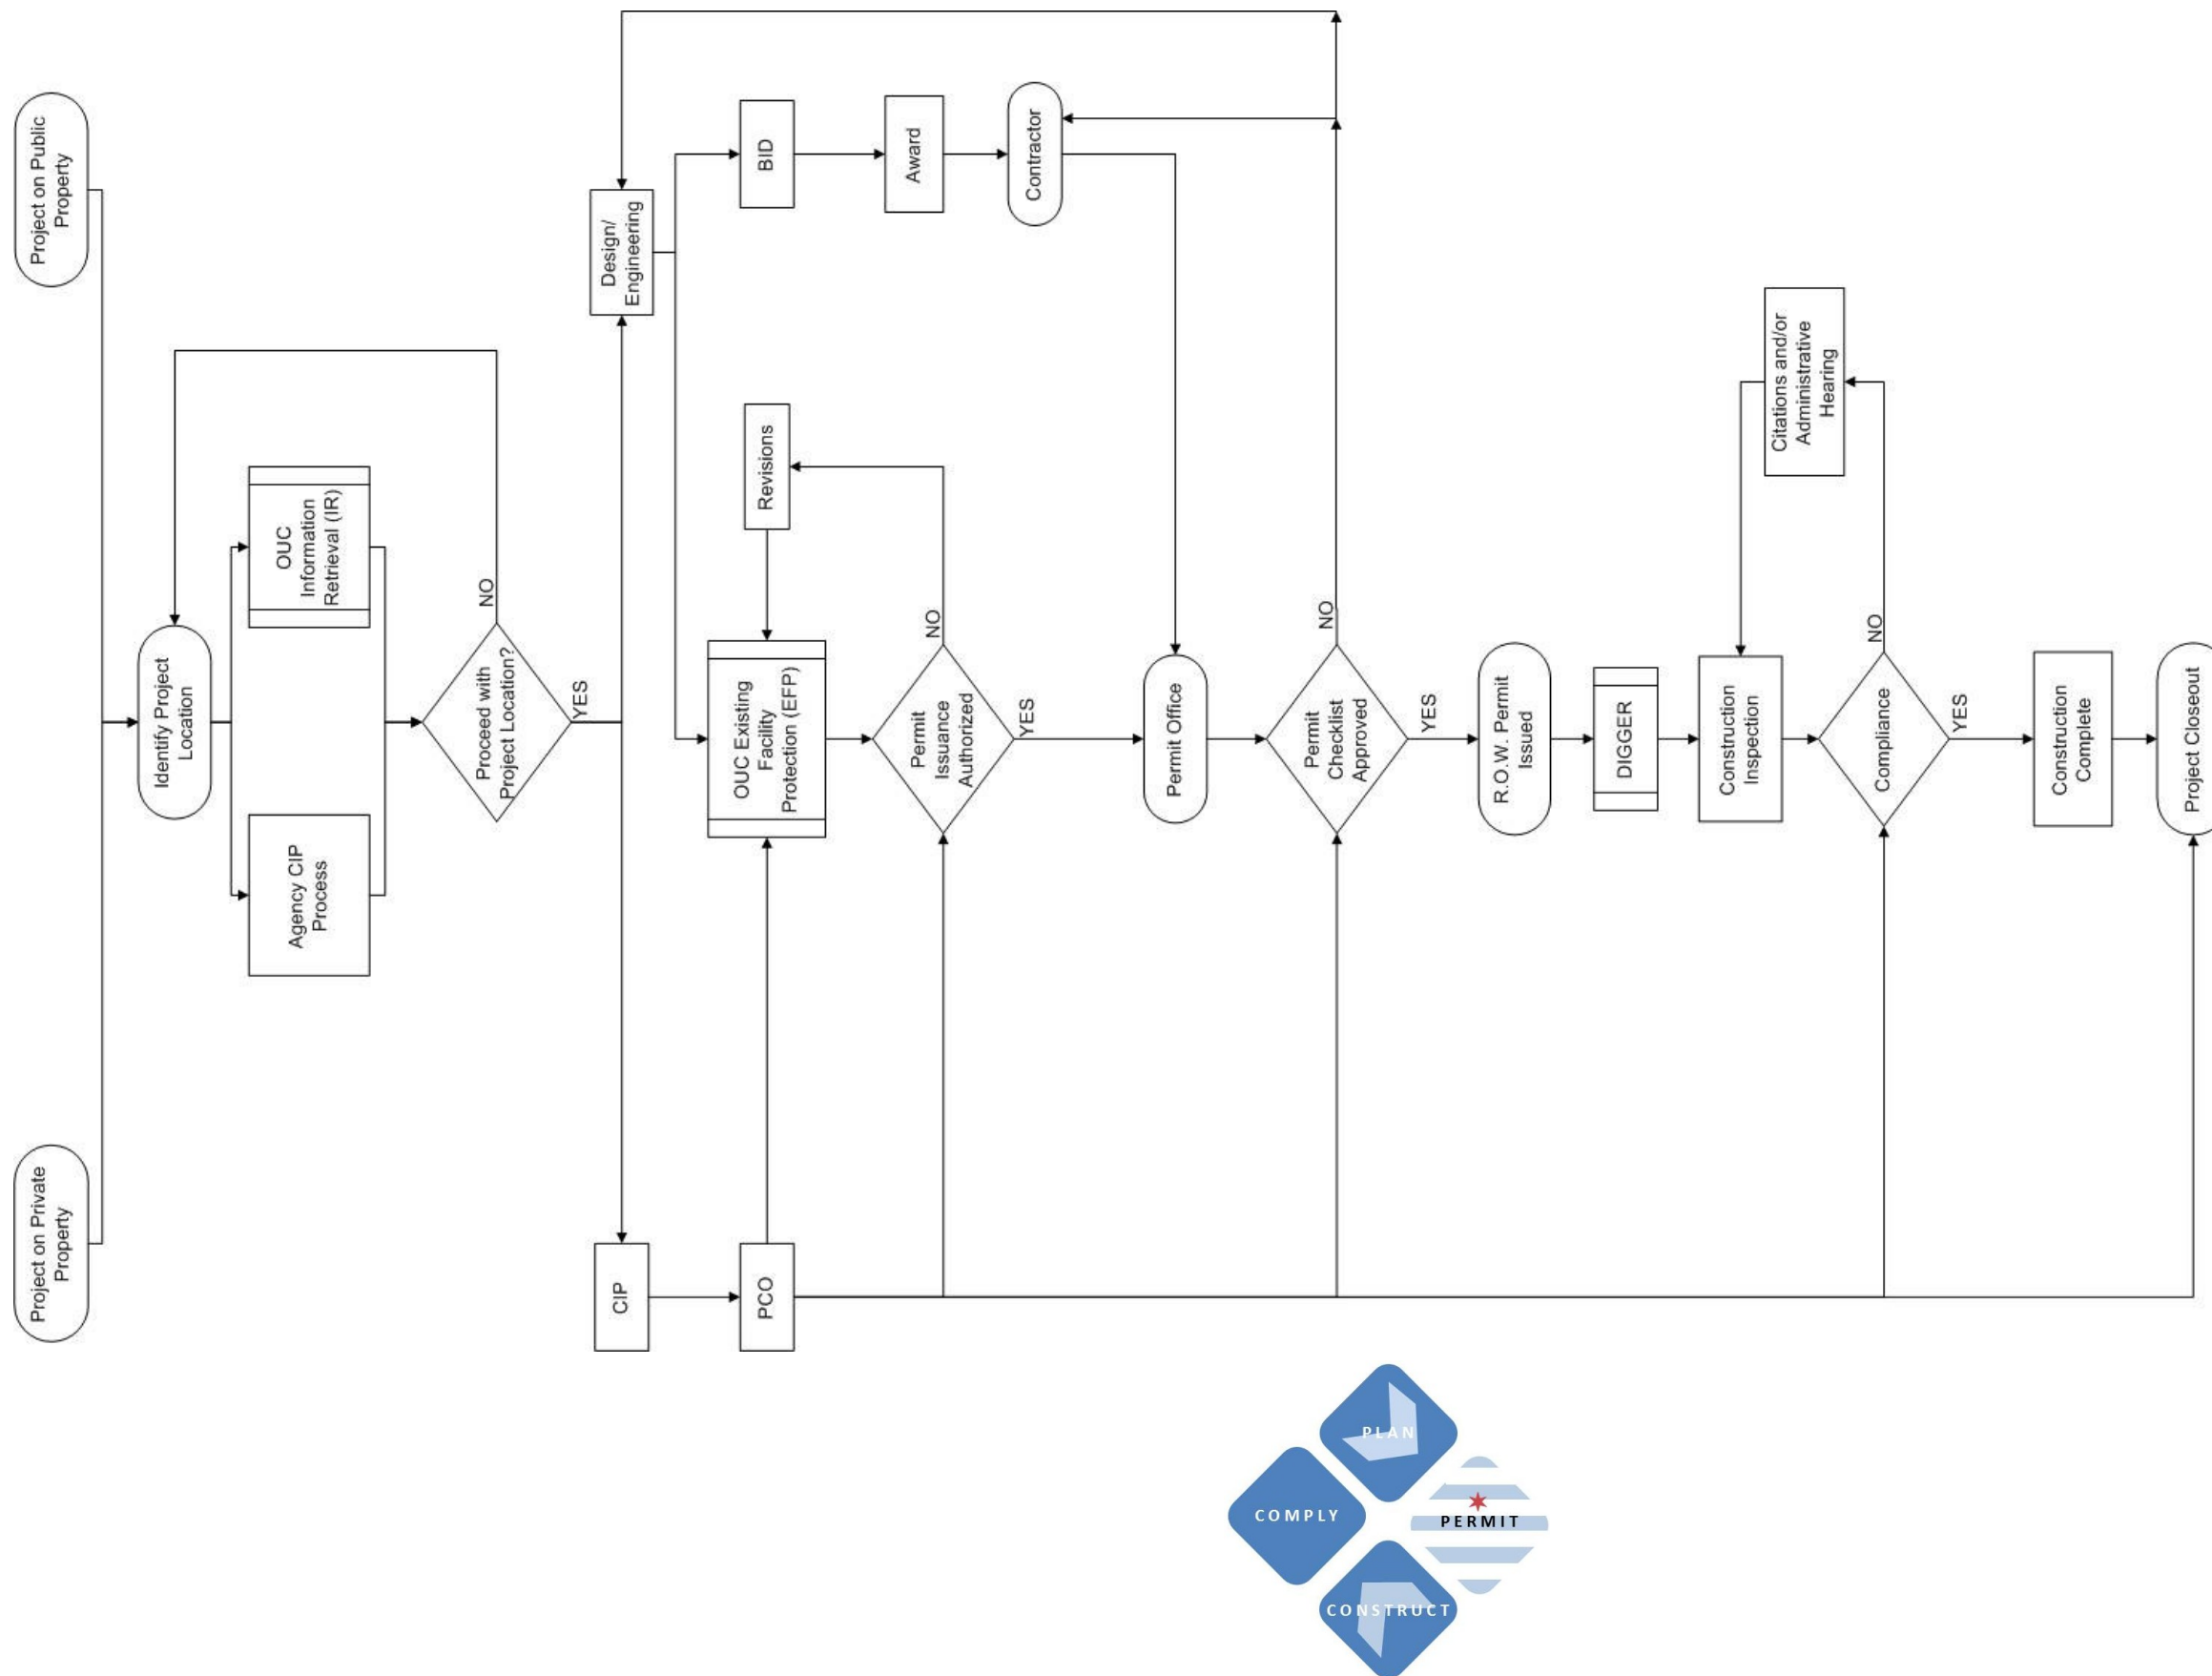 Project on Private
Property
Project on Public
Property
Identify Project
Location
Agency CIP
Process
OUC
Information
Retrieval (IR)
Proceed with
Project Location?
NO
YES
CIP
Design/
Engineering
PCO
OUC Existing
Facility
Protection (EFP)
Revisions
BID
Permit
Issuance
Authorized
NO
YES
Award
Contractor
Permit Office
Permit
Checklist
Approved
NO
YES
R.O.W. Permit
Issued
DIGGER
Construction
Inspection
Citations and/or
Administrative
Hearing
Compliance
NO
YES
Construction
Complete
Project Closeout
PLAN
COMPLY
PERMIT
CONSTRUCT